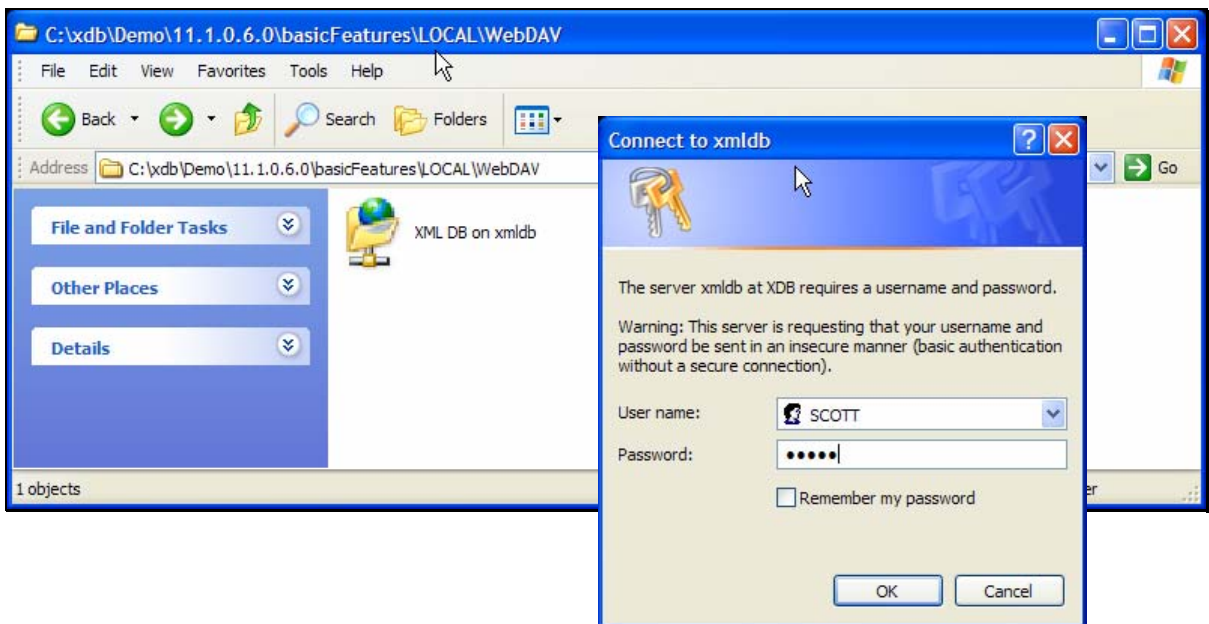 C:\xdb\Demo\11.1.0.6.0\basicFeatures\LOCAL\WebDAV
File Edit View Favorites Tools Help
Back Search Folders
Address C:\xdb\Demo\11.1.0.6.0\basicFeatures\LOCAL\WebDAV Go
File and Folder Tasks
Other Places
Details
XML DB on xmldb
1 objects
Connect to xmldb
The server xmldb at XDB requires a username and password.
Warning: This server is requesting that your username and
password be sent in an insecure manner (basic authentication
without a secure connection).
User name: SCOTT
Password: •••••
Remember my password
OK Cancel